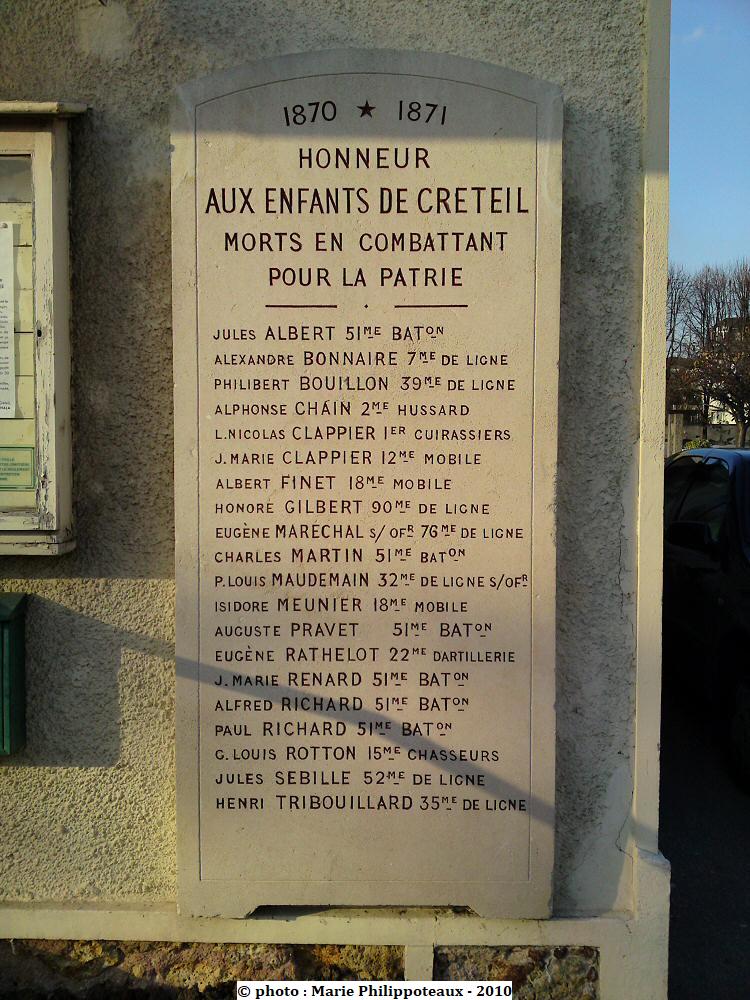 1870 ★ 1871
HONNEUR
AUX ENFANTS DE CRETEIL
MORTS EN COMBATTANT
POUR LA PATRIE
JULES ALBERT 51ME BATON
ALEXANDRE BONNAIRE 7ME DE LIGNE
PHILIBERT BOUILLON 39ME DE LIGNE
ALPHONSE CHAIN 2ME HUSSARD
L.NICOLAS CLAPPIER 1ER CUIRASSIERS
J.MARIE CLAPPIER 12ME MOBILE
ALBERT FINET 18ME MOBILE
HONORE GILBERT 90ME DE LIGNE
EUGÈNE MARÉCHAL S/OFR 76ME DE LIGNE
CHARLES MARTIN 51ME BATON
P.LOUIS MAUDEMAIN 32ME DE LIGNE S/OFR
ISIDORE MEUNIER 18ME MOBILE
AUGUSTE PRAVET 51ME BATON
EUGÈNE RATHELOT 22ME DARTILLERIE
J.MARIE RENARD 51ME BATON
ALFRED RICHARD 51ME BATON
PAUL RICHARD 51ME BATON
G.LOUIS ROTTON 15ME CHASSEURS
JULES SEBILLE 52ME DE LIGNE
HENRI TRIBOUILLARD 35ME DE LIGNE
© photo : Marie Philippoteaux - 2010